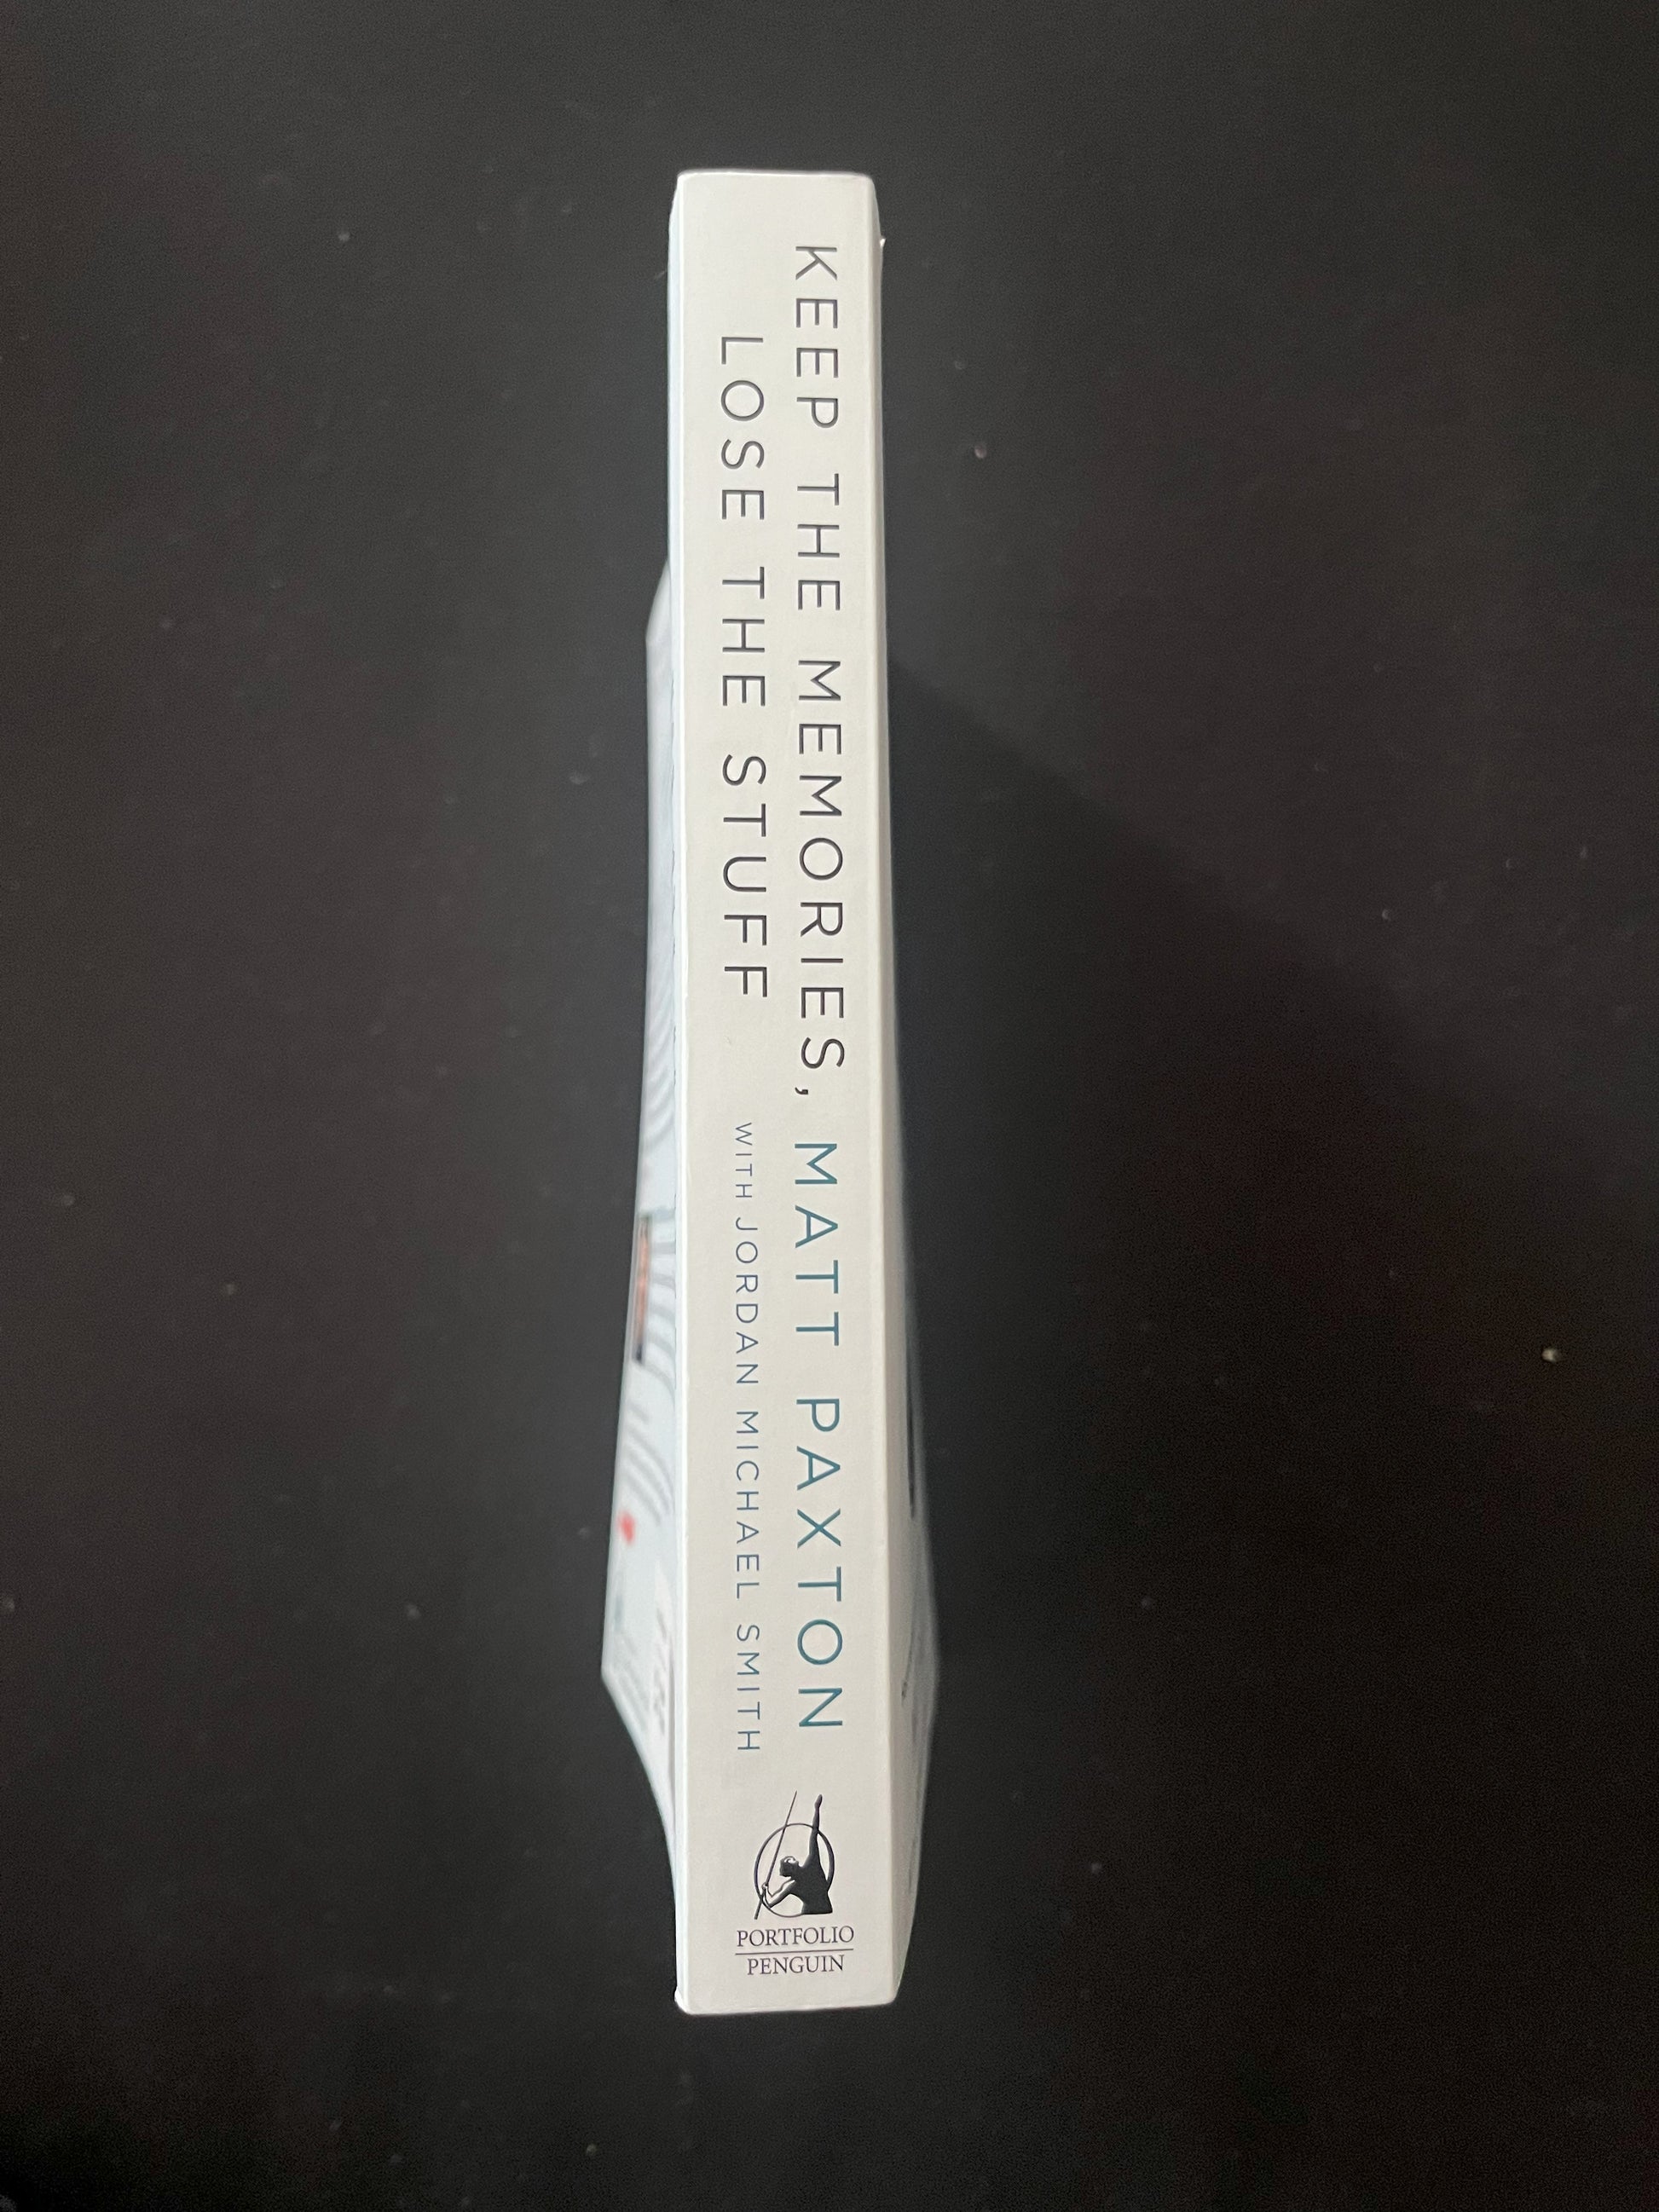 KEEP THE MEMORIES,
LOSE THE STUFF
MATT PAXTON
WITH JORDAN MICHAEL SMITH
PORTFOLIO
PENGUIN